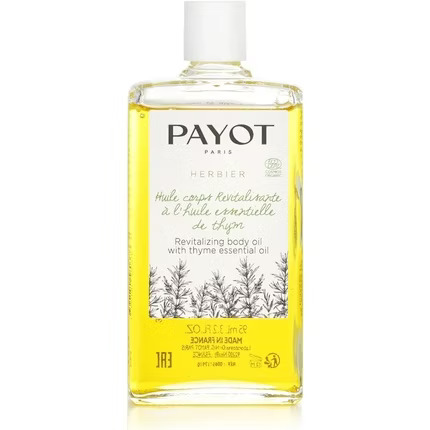 PAYOT
PARIS
HERBIER
Huile corps Revitalisante
à l'huile essentielle
de thym
Revitalizing body oil
with thyme essential oil
95 mL 3.2 FL.OZ.
MADE IN FRANCE
EAC